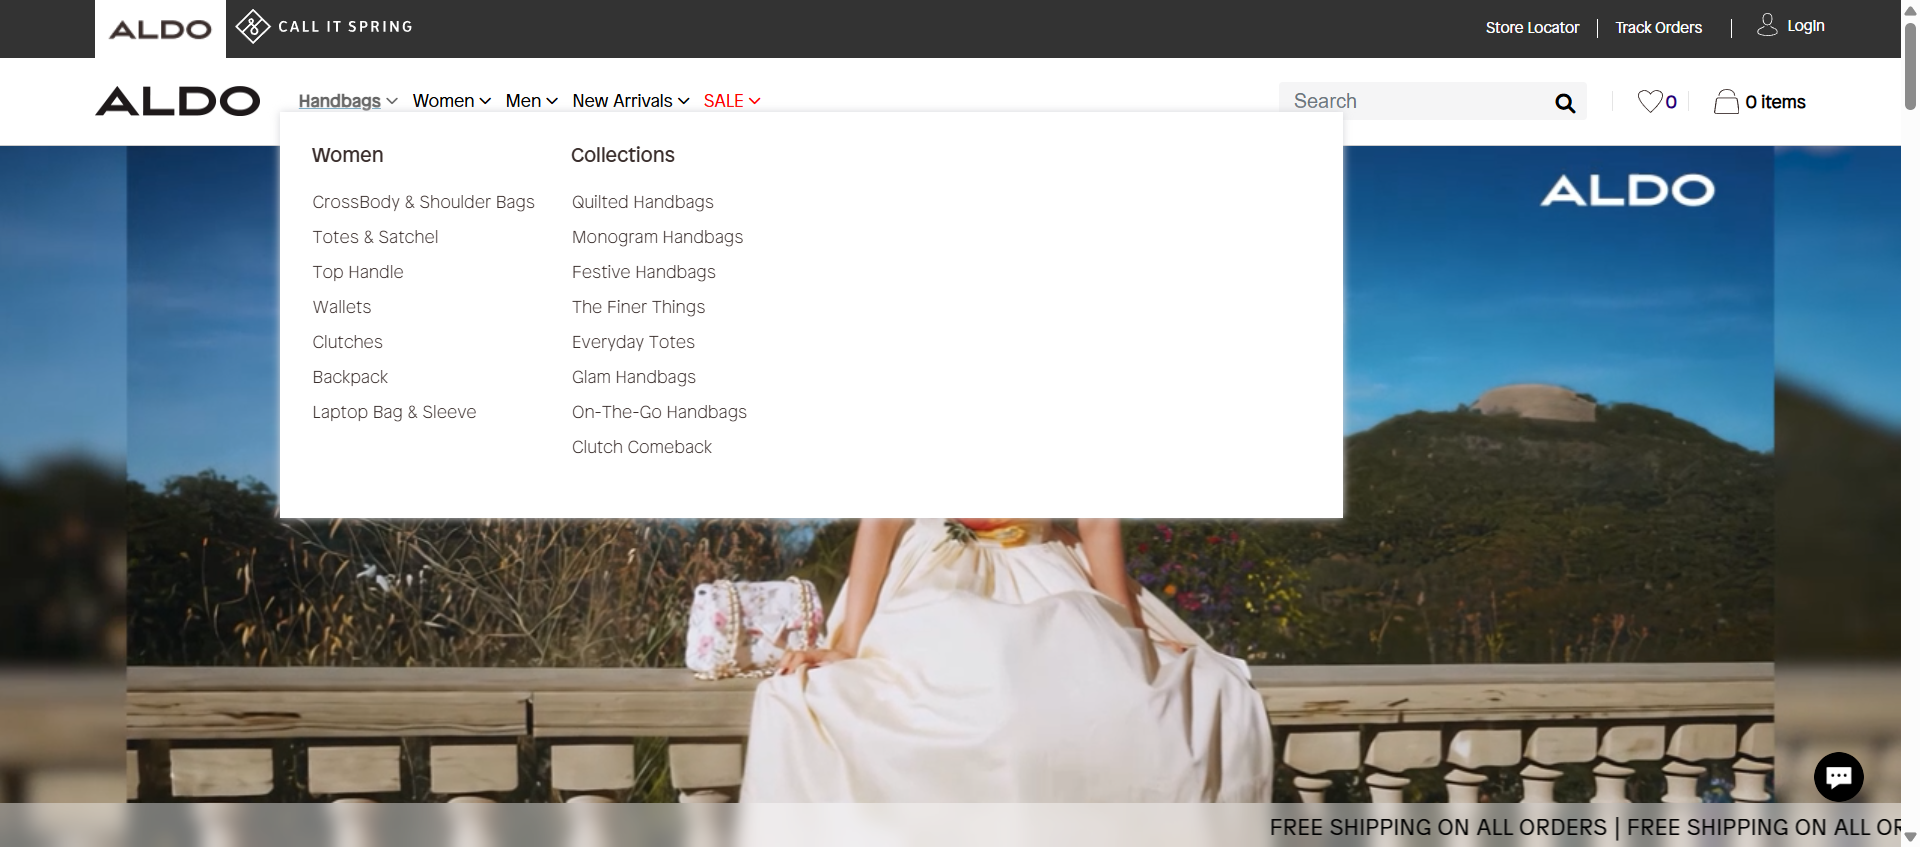 ALDO CALL IT SPRING Store Locator Track Orders Login
ALDO Handbags Women Men New Arrivals SALE Search 0 0 items
Women
CrossBody & Shoulder Bags
Totes & Satchel
Top Handle
Wallets
Clutches
Backpack
Laptop Bag & Sleeve
Collections
Quilted Handbags
Monogram Handbags
Festive Handbags
The Finer Things
Everyday Totes
Glam Handbags
On-The-Go Handbags
Clutch Comeback
ALDO
FREE SHIPPING ON ALL ORDERS | FREE SHIPPING ON ALL OR